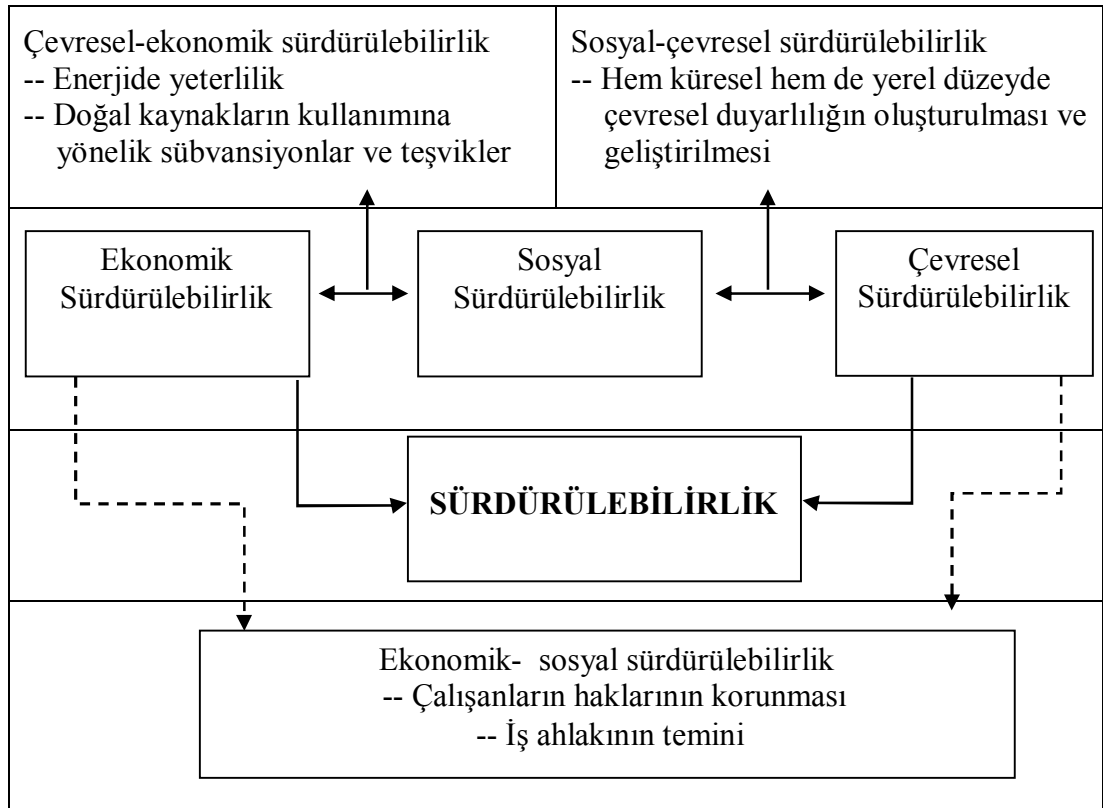 Çevresel-ekonomik sürdürülebilirlik
-- Enerjide yeterlilik
-- Doğal kaynakların kullanımına
yönelik sübvansiyonlar ve teşvikler
Sosyal-çevresel sürdürülebilirlik
-- Hem küresel hem de yerel düzeyde
çevresel duyarlılığın oluşturulması ve
geliştirilmesi
Ekonomik
Sürdürülebilirlik
Sosyal
Sürdürülebilirlik
Çevresel
Sürdürülebilirlik
SÜRDÜRÜLEBİLİRLİK
Ekonomik- sosyal sürdürülebilirlik
-- Çalışanların haklarının korunması
-- İş ahlakının temini